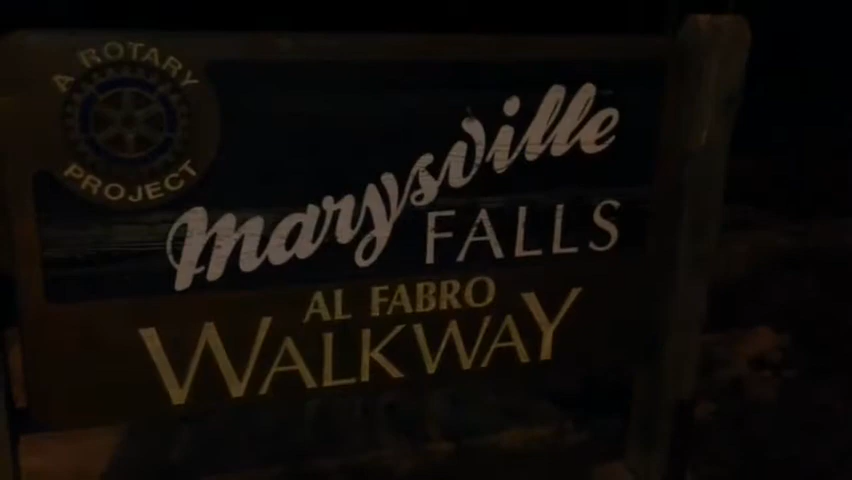 A ROTARY
PROJECT
Marysville
FALLS
AL FABRO
WALKWAY